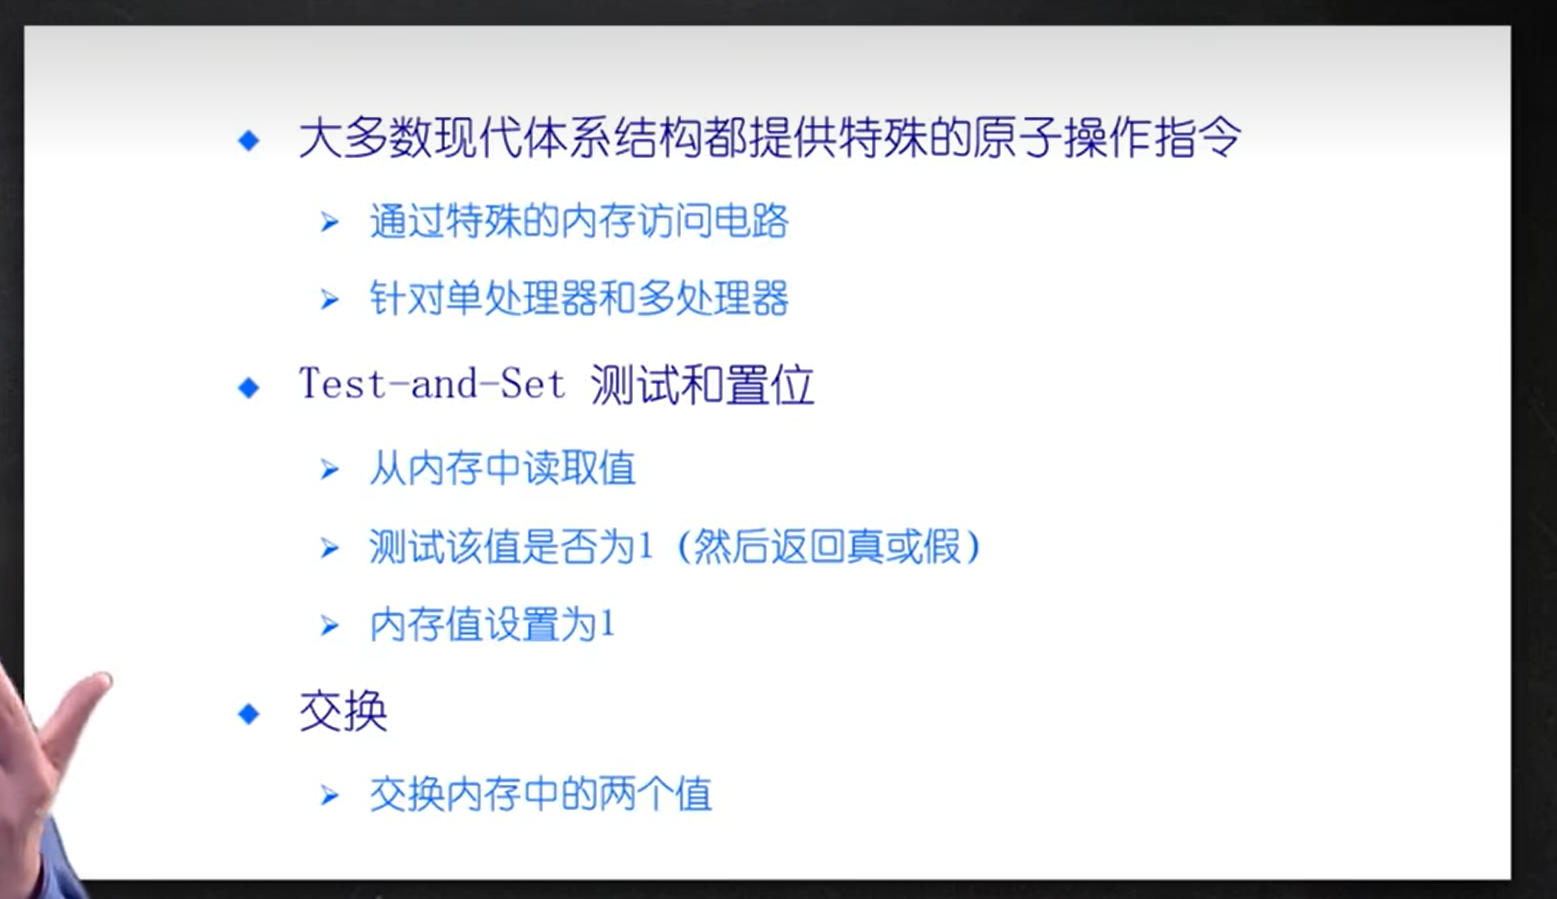 大多数现代体系结构都提供特殊的原子操作指令
通过特殊的内存访问电路
针对单处理器和多处理器
Test-and-Set 测试和置位
从内存中读取值
测试该值是否为1 (然后返回真或假)
内存值设置为1
交换
交换内存中的两个值